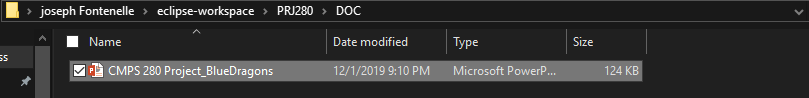 joseph Fontenelle > eclipse-workspace > PRJ280 > DOC
Name Date modified Type Size
ss
CMPS 280 Project_BlueDragons 12/1/2019 9:10 PM Microsoft PowerP... 124 KB